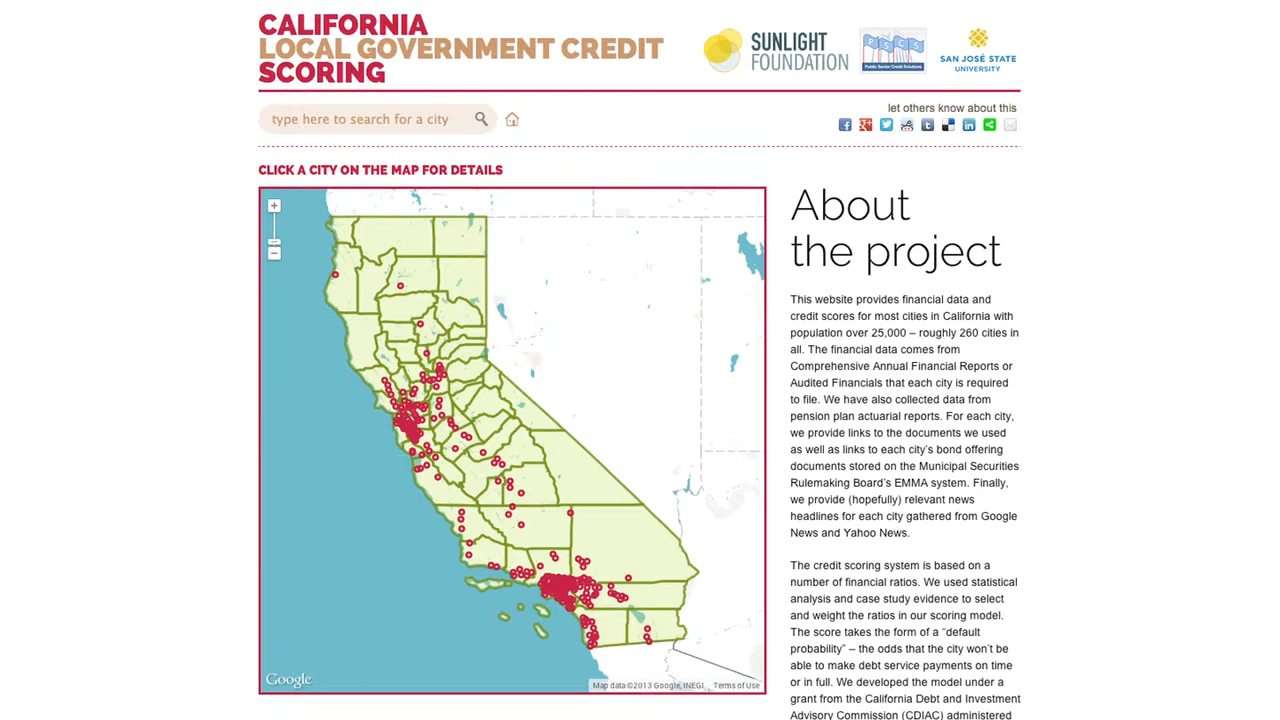 CALIFORNIA
LOCAL GOVERNMENT CREDIT
SCORING
SUNLIGHT
FOUNDATION
PSCS
Public Sector Credit Solutions
SAN JOSÉ STATE
UNIVERSITY
type here to search for a city
let others know about this
CLICK A CITY ON THE MAP FOR DETAILS
Google
Map data ©2013 Google, INEGI
Terms of Use
About
the project
This website provides financial data and
credit scores for most cities in California with
population over 25,000 – roughly 260 cities in
all. The financial data comes from
Comprehensive Annual Financial Reports or
Audited Financials that each city is required
to file. We have also collected data from
pension plan actuarial reports. For each city,
we provide links to the documents we used
as well as links to each city's bond offering
documents stored on the Municipal Securities
Rulemaking Board's EMMA system. Finally,
we provide (hopefully) relevant news
headlines for each city gathered from Google
News and Yahoo News.
The credit scoring system is based on a
number of financial ratios. We used statistical
analysis and case study evidence to select
and weight the ratios in our scoring model.
The score takes the form of a “default
probability” – the odds that the city won't be
able to make debt service payments on time
or in full. We developed the model under a
grant from the California Debt and Investment
Advisory Commission (CDIAC) administered